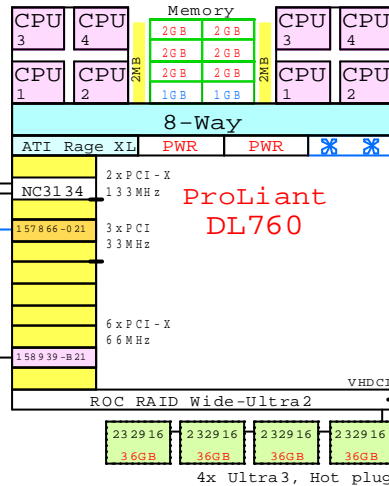 Memory
CPU 3
CPU 4
2MB
2GB 2GB
2GB 2GB
2GB 2GB
1GB 1GB
2MB
CPU 3
CPU 4
CPU 1
CPU 2
CPU 1
CPU 2
8-Way
ATI Rage XL PWR PWR
NC3134
2xPCI-X
133MHz
ProLiant
DL760
157866-021
3xPCI
33MHz
6xPCI-X
66MHz
158939-B21
VHDCI
ROC RAID Wide-Ultra2
232916 232916 232916 232916
36GB 36GB 36GB 36GB
4x Ultra3, Hot plug